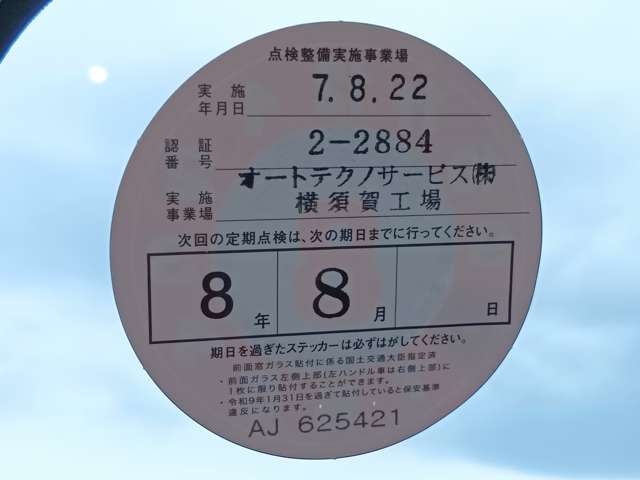 点検整備実施事業場
実施年月日 7.8.22
認証番号 2-2884
オートテクノサービス㈱
実施事業場 横須賀工場
次回の定期点検は、次の期日までに行ってください。
8年 8月 日
期日を過ぎたステッカーは必ずはがしてください。
前面窓ガラス貼付に係る国土交通大臣指定済
・前面ガラス左側上部(左ハンドル車は右側上部)に
1枚に限り貼付することができます。
・令和9年1月31日を過ぎて貼付していると保安基準
違反になります。
AJ 625421